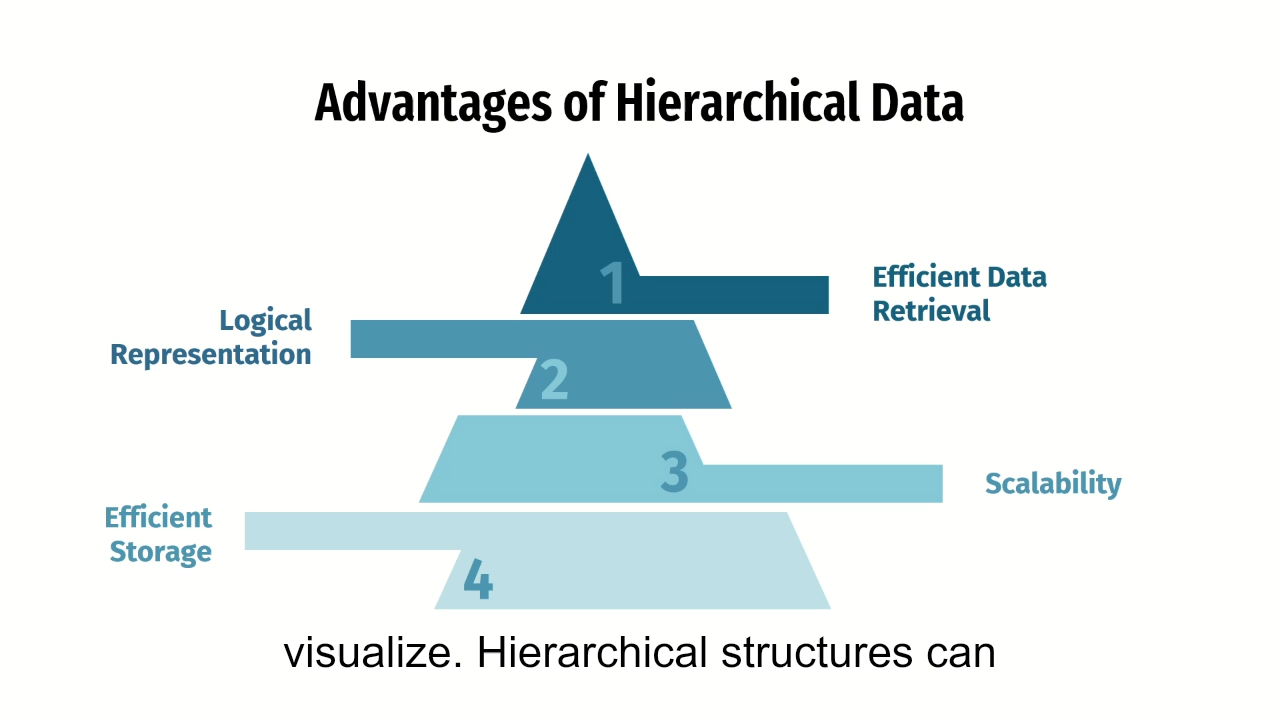 Advantages of Hierarchical Data
1
Efficient Data
Retrieval
Logical
Representation
2
3
Scalability
Efficient
Storage
4
visualize. Hierarchical structures can